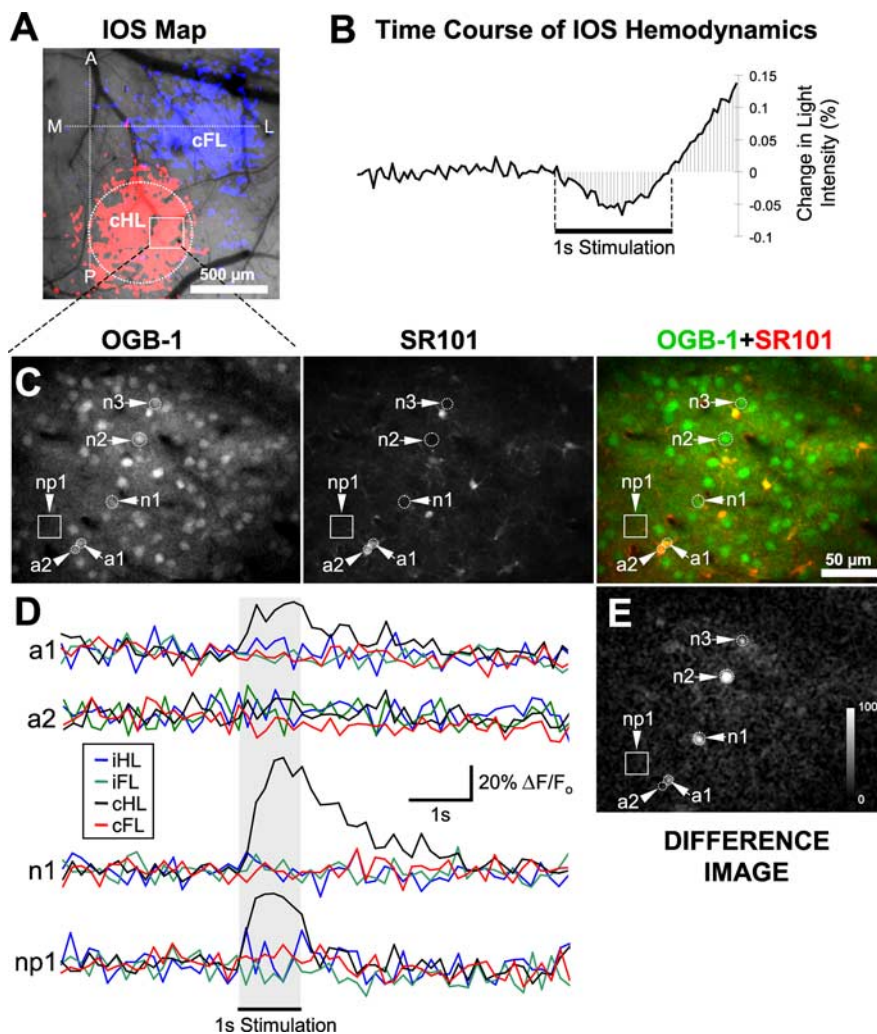 A
IOS Map
A
M
L
cFL
cHL
P
500 µm
B
Time Course of IOS Hemodynamics
0.15
0.1
0.05
0
-0.05
-0.1
Change in Light
Intensity (%)
1s Stimulation
OGB-1
SR101
OGB-1+SR101
C
n3
n2
np1
n1
a2
a1
n3
n2
np1
n1
a2
a1
n3
n2
np1
n1
a2
a1
50 µm
D
a1
a2
iHL
iFL
cHL
cFL
20% ΔF/Fo
1s
n1
np1
1s Stimulation
E
n3
n2
np1
n1
a2
a1
100
0
DIFFERENCE
IMAGE